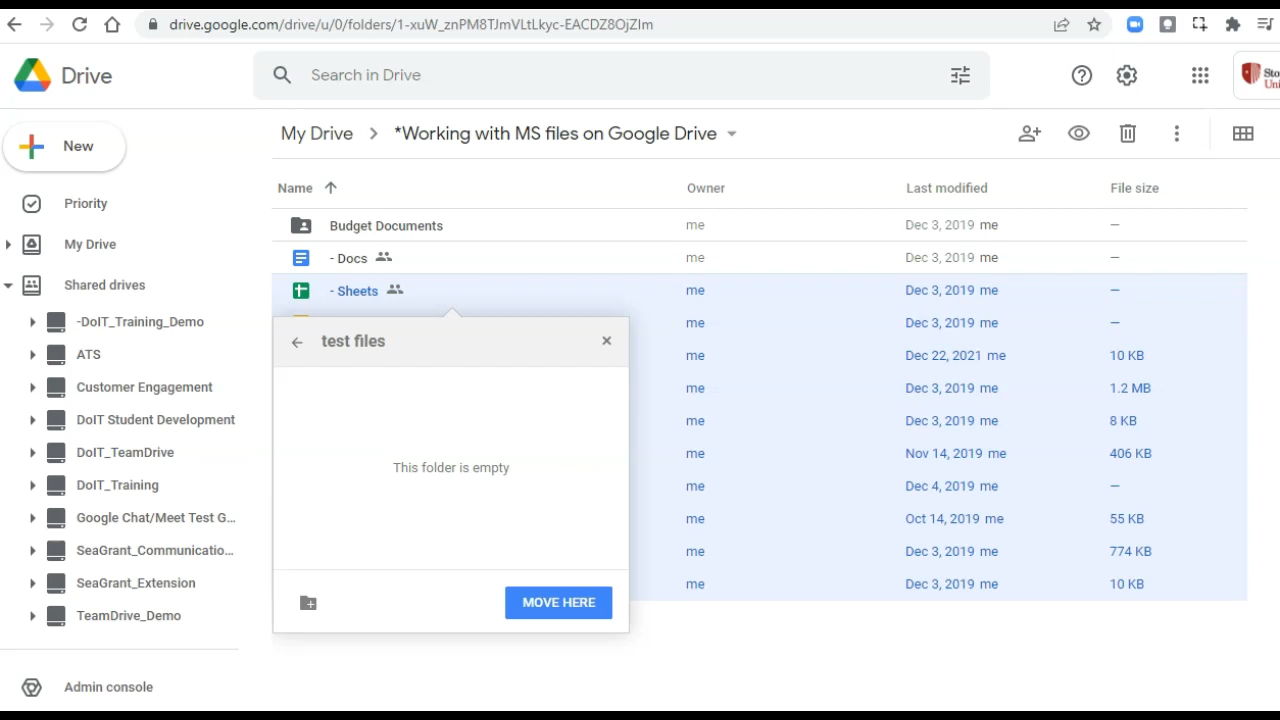 drive.google.com/drive/u/0/folders/1-xuW_znPM8TJmVLtLkyc-EACDZ8OjZIm
Drive
Search in Drive
Sto
Uni
New
My Drive > *Working with MS files on Google Drive
Name Owner Last modified File size
Priority
My Drive
Shared drives
-DoIT_Training_Demo
ATS
Customer Engagement
DoIT Student Development
DoIT_TeamDrive
DoIT_Training
Google Chat/Meet Test G...
SeaGrant_Communicatio...
SeaGrant_Extension
TeamDrive_Demo
Admin console
Budget Documents me Dec 3, 2019 me –
- Docs me Dec 3, 2019 me –
- Sheets me Dec 3, 2019 me –
me Dec 3, 2019 me –
me Dec 22, 2021 me 10 KB
me Dec 3, 2019 me 1.2 MB
me Dec 3, 2019 me 8 KB
me Nov 14, 2019 me 406 KB
me Dec 4, 2019 me –
me Oct 14, 2019 me 55 KB
me Dec 3, 2019 me 774 KB
me Dec 3, 2019 me 10 KB
test files
This folder is empty
MOVE HERE